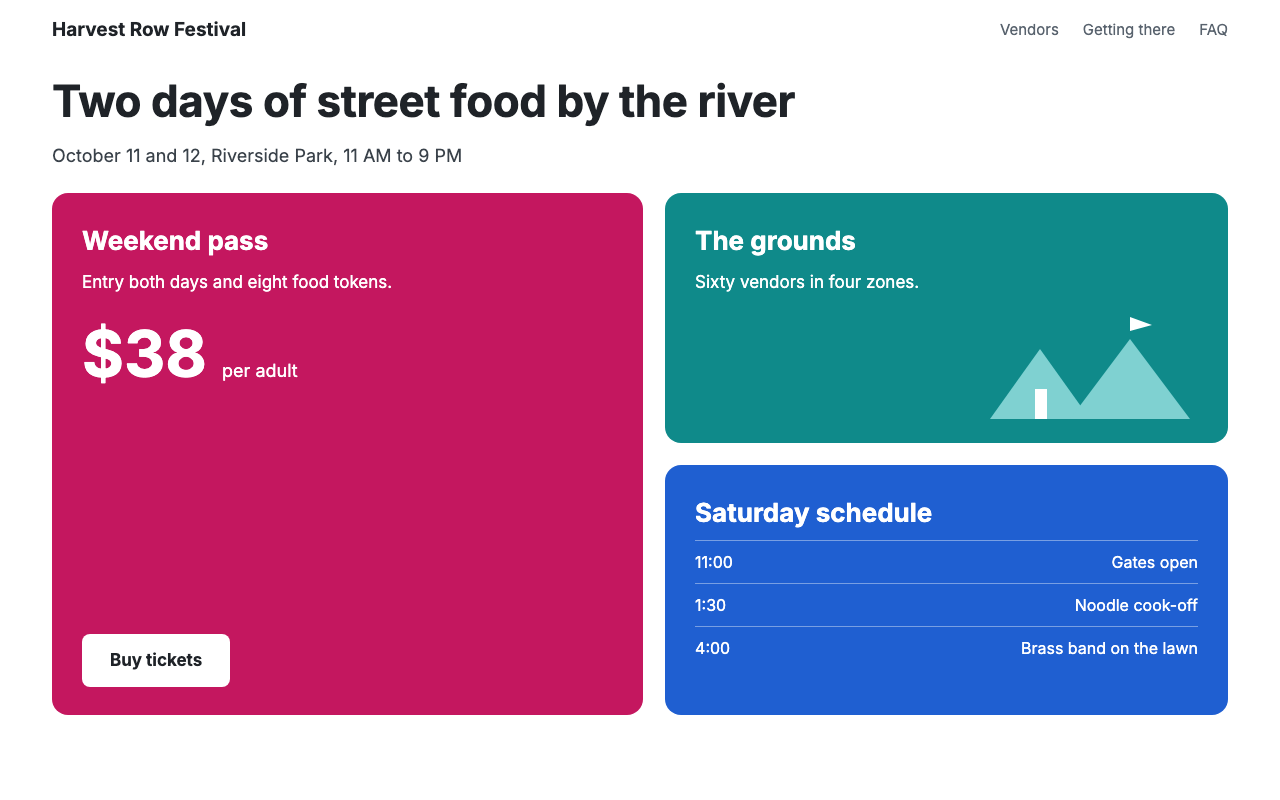 Harvest Row Festival
Vendors Getting there FAQ
Two days of street food by the river
October 11 and 12, Riverside Park, 11 AM to 9 PM
Weekend pass
Entry both days and eight food tokens.
$38 per adult
Buy tickets
The grounds
Sixty vendors in four zones.
Saturday schedule
11:00 Gates open
1:30 Noodle cook-off
4:00 Brass band on the lawn